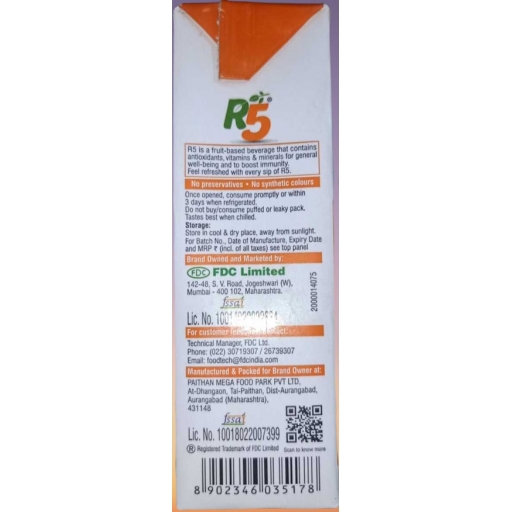 R5®
R5 is a fruit-based beverage that contains
antioxidants, vitamins & minerals for general
well-being and to boost immunity.
Feel refreshed with every sip of R5.
No preservatives • No synthetic colours
Once opened, consume promptly or within
3 days when refrigerated.
Do not buy/consume puffed or leaky pack.
Tastes best when chilled.
Storage:
Store in cool & dry place, away from sunlight.
For Batch No., Date of Manufacture, Expiry Date
and MRP ₹ (incl. of all taxes) see top panel
Brand Owned and Marketed by:
FDC FDC Limited
142-48, S. V. Road, Jogeshwari (W),
Mumbai - 400 102, Maharashtra.
2000014075
fssai
Lic. No.
For customer
Technical Manager, FDC Ltd.
Phone: (022) 30719307 / 26739307
Email: foodtech@fdcindia.com
Manufactured & Packed for Brand Owner at:
PAITHAN MEGA FOOD PARK PVT LTD,
At-Dhangaon, Tal-Paithan, Dist-Aurangabad,
Aurangabad (Maharashtra),
431148
fssai
Lic. No. 10018022007399
® Registered Trademark of FDC Limited
Scan to know more
8 902346 035178